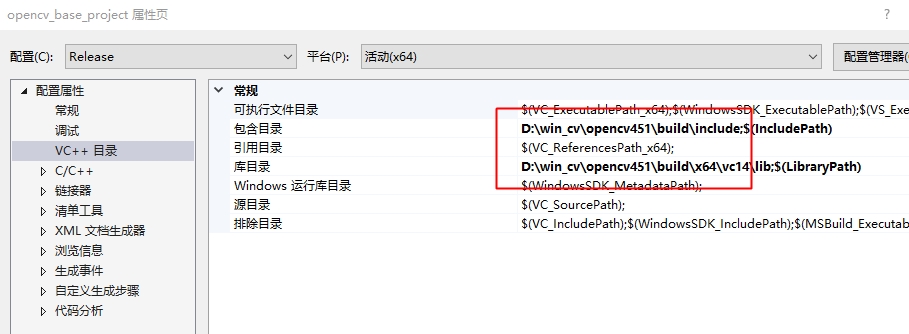 opencv_base_project 属性页 ?
配置(C): Release 平台(P): 活动(x64) 配置管理器(
配置属性
常规
调试
VC++ 目录
C/C++
链接器
清单工具
XML 文档生成器
浏览信息
生成事件
自定义生成步骤
代码分析
常规
可执行文件目录 $(VC_ExecutablePath_x64);$(WindowsSDK_ExecutablePath);$(VS_Exe
包含目录 D:\win_cv\opencv451\build\include;$(IncludePath)
引用目录 $(VC_ReferencesPath_x64);
库目录 D:\win_cv\opencv451\build\x64\vc14\lib;$(LibraryPath)
Windows 运行库目录 $(WindowsSDK_MetadataPath);
源目录 $(VC_SourcePath);
排除目录 $(VC_IncludePath);$(WindowsSDK_IncludePath);$(MSBuild_Executab